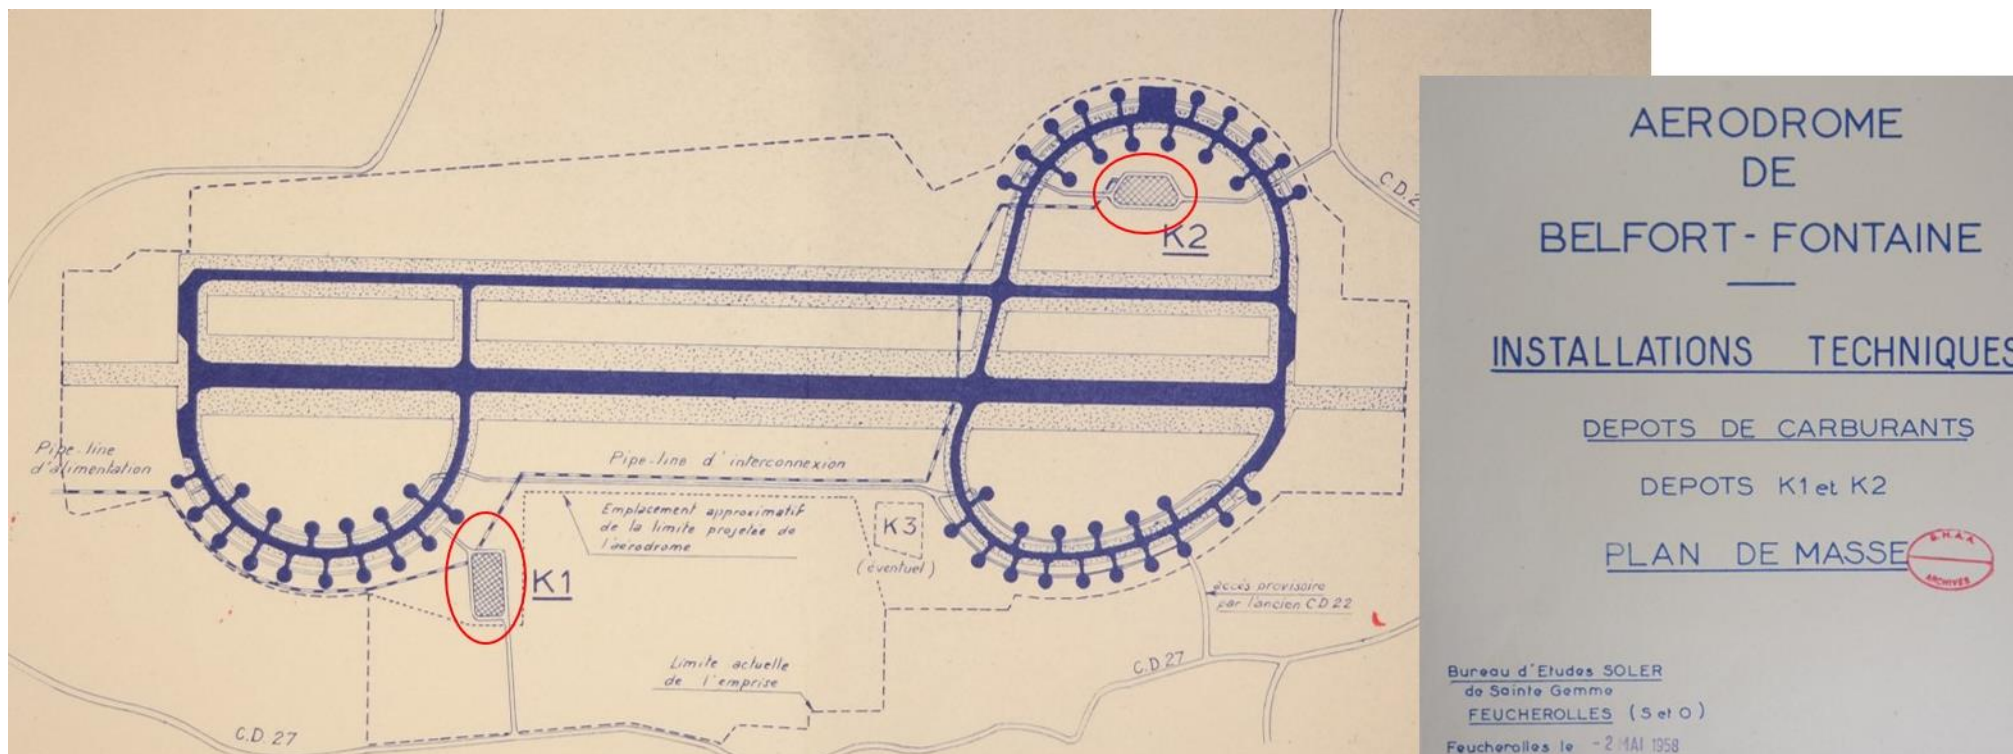 C.D.2
K2
Pipe-line
d'alimentation
Pipe-line d'interconnexion
Emplacement approximatif
de la limite projetée de
l'aérodrome
K3
(éventuel)
K1
accès provisoire
par l'ancien C.D.22
Limite actuelle
de l'emprise
C.D.27
C.D.27
AERODROME
DE
BELFORT-FONTAINE
INSTALLATIONS TECHNIQUES
DEPOTS DE CARBURANTS
DEPOTS K1 et K2
PLAN DE MASSE
S.H.A.A.
ARCHIVES
Bureau d'Etudes SOLER
de Sainte Gemme
FEUCHEROLLES (S et O)
Feucherolles le -2 MAI 1958